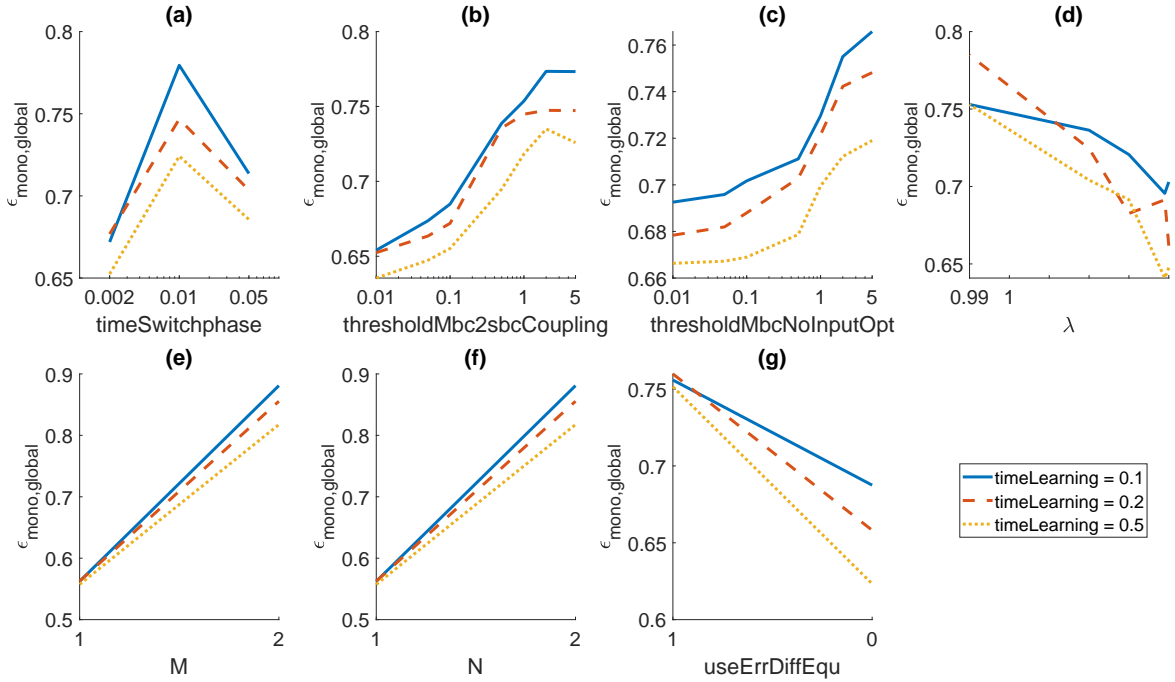 (a)
0.8
0.75
0.7
0.65
ϵmono,global
0.002 0.01 0.05
timeSwitchphase
(b)
0.8
0.75
0.7
0.65
ϵmono,global
0.01 0.1 1 5
thresholdMbc2sbcCoupling
(c)
0.76
0.74
0.72
0.7
0.68
0.66
ϵmono,global
0.01 0.1 1 5
thresholdMbcNoInputOpt
(d)
0.8
0.75
0.7
0.65
ϵmono,global
0.99 1
λ
(e)
0.9
0.8
0.7
0.6
0.5
ϵmono,global
1 2
M
(f)
0.9
0.8
0.7
0.6
0.5
ϵmono,global
1 2
N
(g)
0.75
0.7
0.65
0.6
ϵmono,global
1 0
useErrDiffEqu
timeLearning = 0.1
timeLearning = 0.2
timeLearning = 0.5